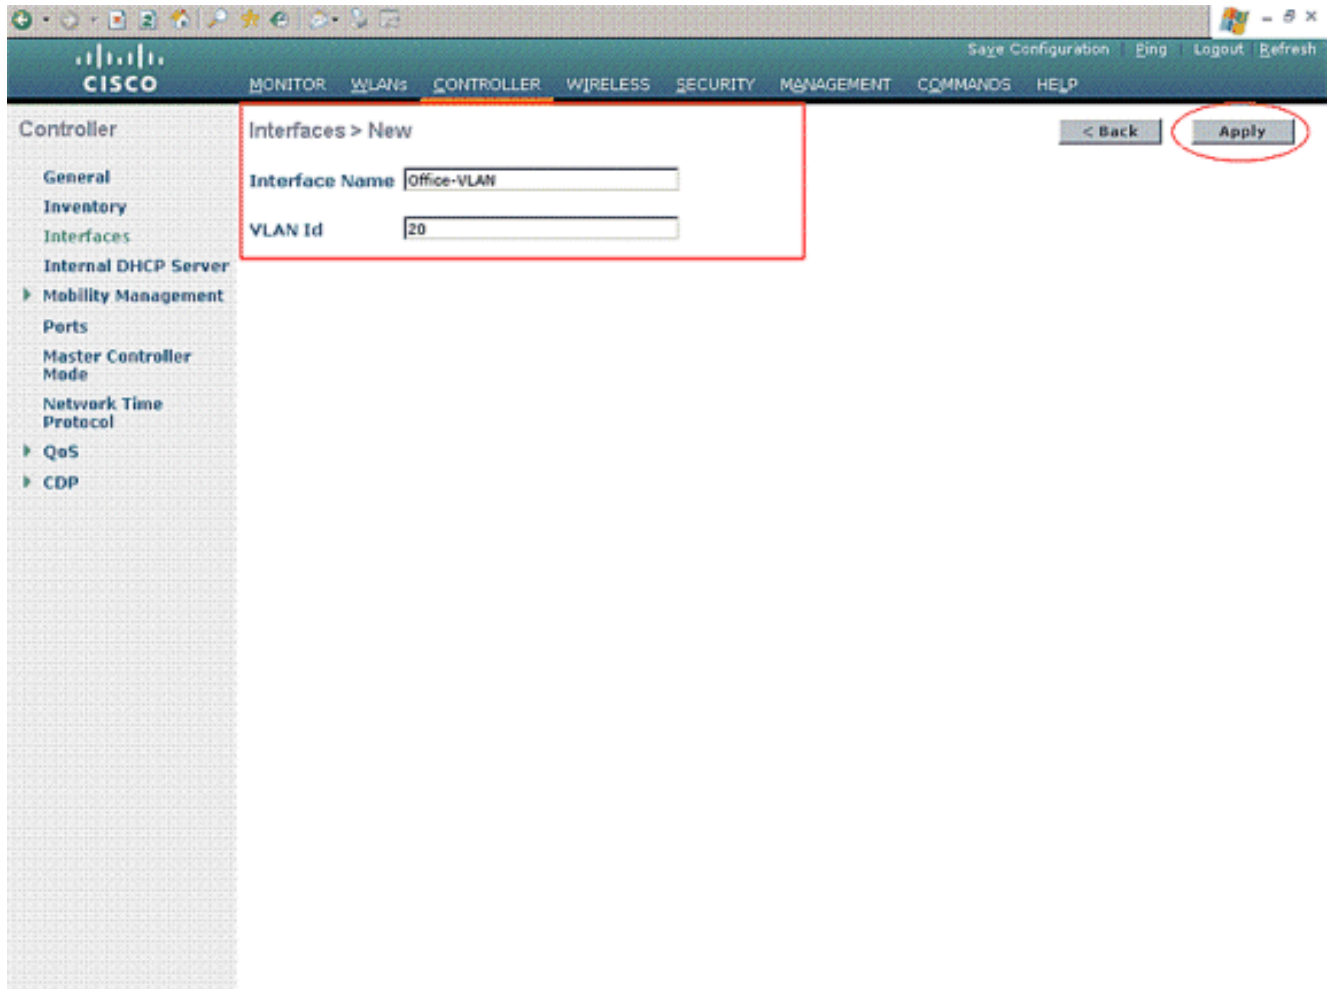 Save Configuration Ping Logout Refresh
CISCO MONITOR WLANs CONTROLLER WIRELESS SECURITY MANAGEMENT COMMANDS HELP
Controller
General
Inventory
Interfaces
Internal DHCP Server
Mobility Management
Ports
Master Controller
Mode
Network Time
Protocol
QoS
CDP
Interfaces > New
< Back Apply
Interface Name Office-VLAN
VLAN Id 20